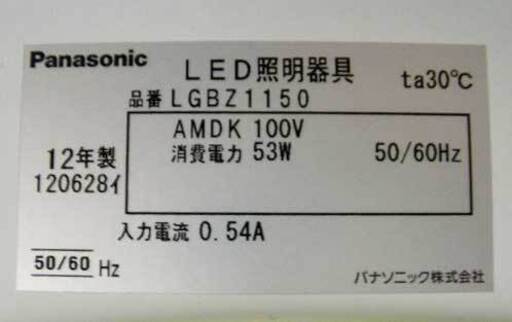 Panasonic LED照明器具 ta30℃
品番 LGBZ1150
AMDK 100V
消費電力 53W 50/60Hz
12年製
120628イ
入力電流 0.54A
50/60 Hz
パナソニック株式会社